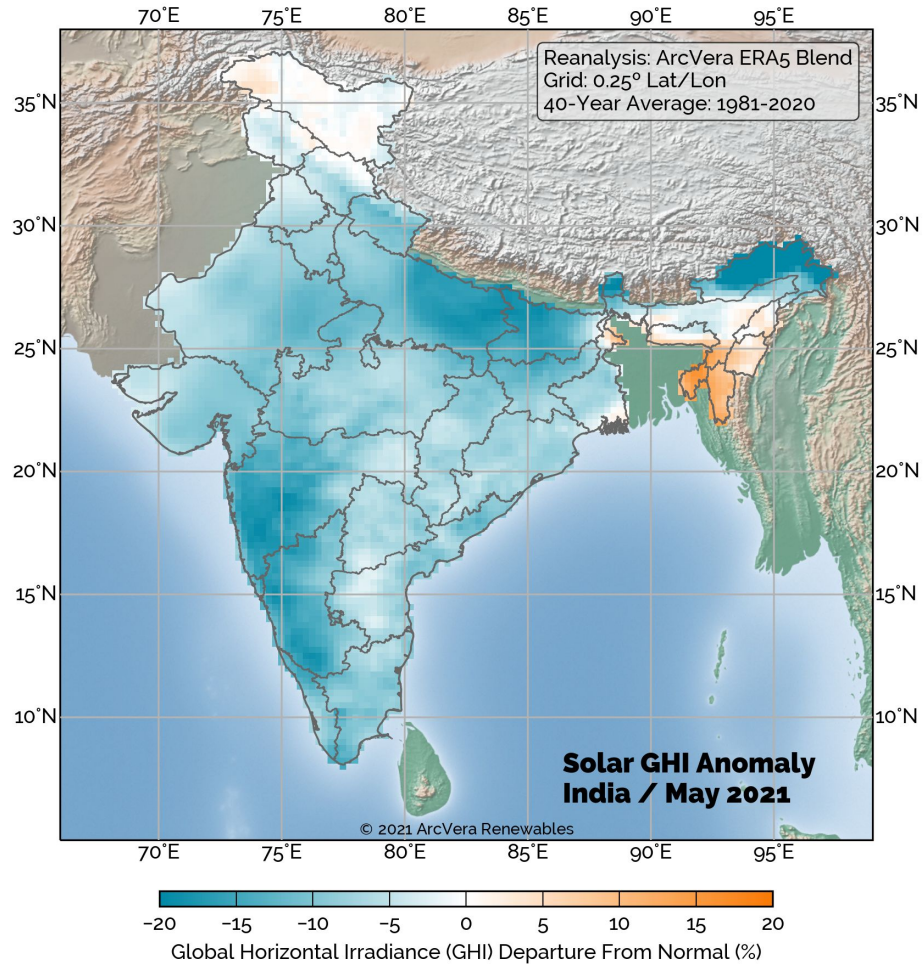 70°E 75°E 80°E 85°E 90°E 95°E
Reanalysis: ArcVera ERA5 Blend
Grid: 0.25º Lat/Lon
40-Year Average: 1981-2020
35°N 35°N
30°N 30°N
25°N 25°N
20°N 20°N
15°N 15°N
10°N 10°N
Solar GHI Anomaly
India / May 2021
© 2021 ArcVera Renewables
70°E 75°E 80°E 85°E 90°E 95°E
−20 −15 −10 −5 0 5 10 15 20
Global Horizontal Irradiance (GHI) Departure From Normal (%)